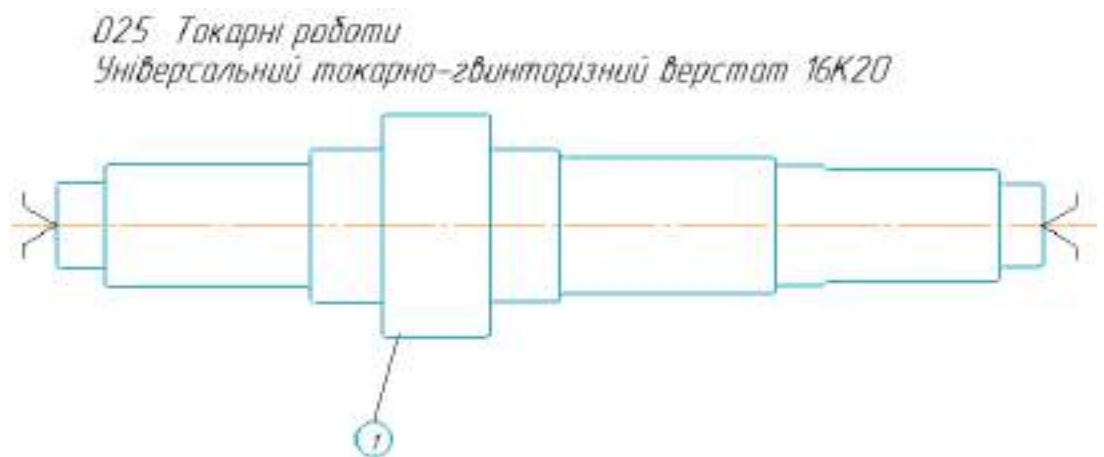 025 Токарні роботи
Універсальний токарно-гвинторізний верстат 16К20
1